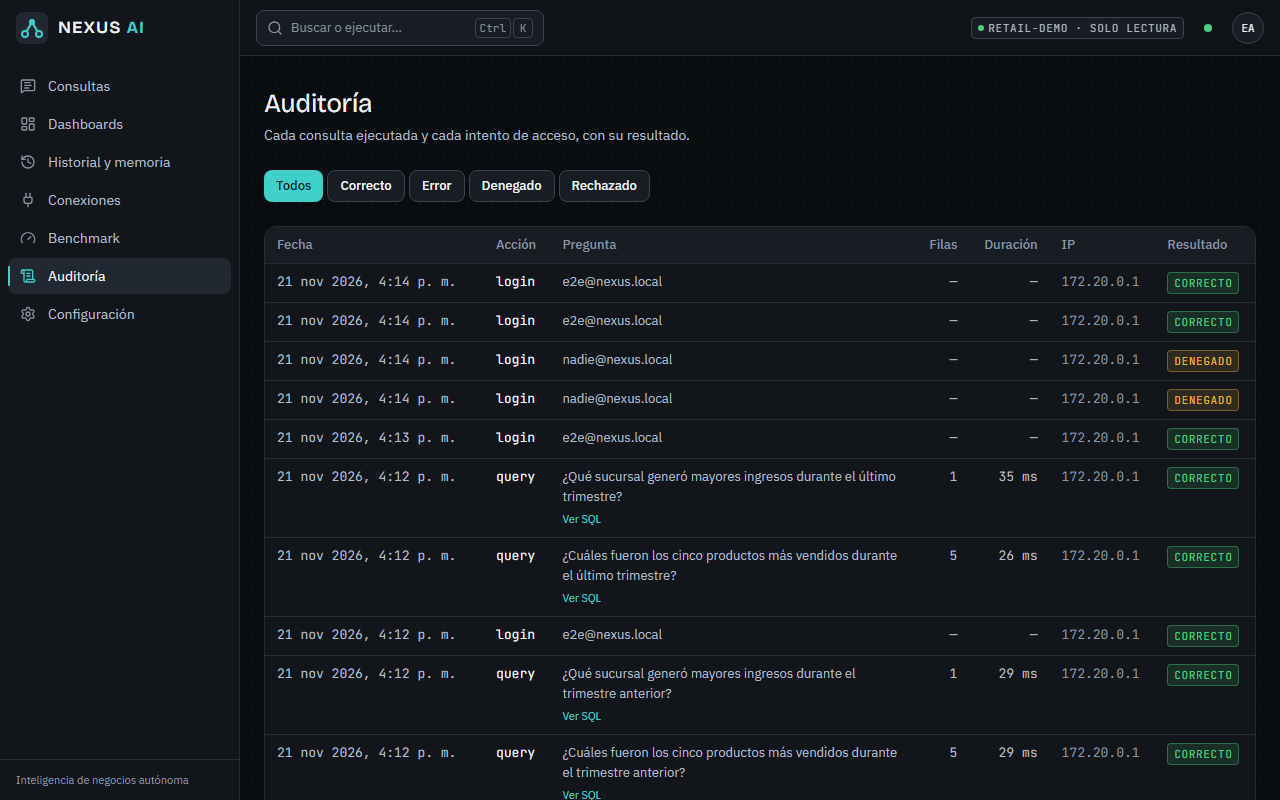 NEXUS AI
Buscar o ejecutar... Ctrl K
RETAIL-DEMO · SOLO LECTURA
EA
Consultas
Dashboards
Historial y memoria
Conexiones
Benchmark
Auditoría
Configuración
Inteligencia de negocios autónoma
Auditoría
Cada consulta ejecutada y cada intento de acceso, con su resultado.
Todos Correcto Error Denegado Rechazado
Fecha Acción Pregunta Filas Duración IP Resultado
21 nov 2026, 4:14 p. m. login e2e@nexus.local — — 172.20.0.1 CORRECTO
21 nov 2026, 4:14 p. m. login e2e@nexus.local — — 172.20.0.1 CORRECTO
21 nov 2026, 4:14 p. m. login nadie@nexus.local — — 172.20.0.1 DENEGADO
21 nov 2026, 4:14 p. m. login nadie@nexus.local — — 172.20.0.1 DENEGADO
21 nov 2026, 4:13 p. m. login e2e@nexus.local — — 172.20.0.1 CORRECTO
21 nov 2026, 4:12 p. m. query ¿Qué sucursal generó mayores ingresos durante el último 1 35 ms 172.20.0.1 CORRECTO
trimestre?
Ver SQL
21 nov 2026, 4:12 p. m. query ¿Cuáles fueron los cinco productos más vendidos durante 5 26 ms 172.20.0.1 CORRECTO
el último trimestre?
Ver SQL
21 nov 2026, 4:12 p. m. login e2e@nexus.local — — 172.20.0.1 CORRECTO
21 nov 2026, 4:12 p. m. query ¿Qué sucursal generó mayores ingresos durante el 1 29 ms 172.20.0.1 CORRECTO
trimestre anterior?
Ver SQL
21 nov 2026, 4:12 p. m. query ¿Cuáles fueron los cinco productos más vendidos durante 5 29 ms 172.20.0.1 CORRECTO
el trimestre anterior?
Ver SQL